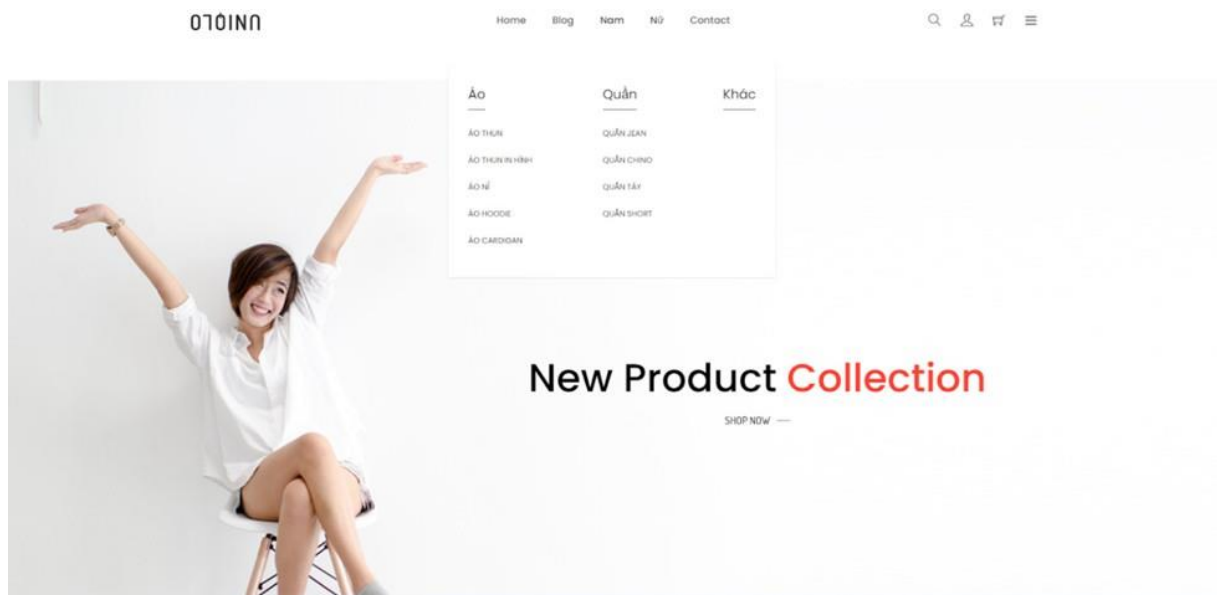 Home Blog Nam Nữ Contact
Áo Quần Khác
ÁO THUN QUẦN JEAN
ÁO THUN IN HÌNH QUẦN CHINO
ÁO NỈ QUẦN TÂY
ÁO HOODIE QUẦN SHORT
ÁO CARDIGAN
New Product Collection
SHOP NOW